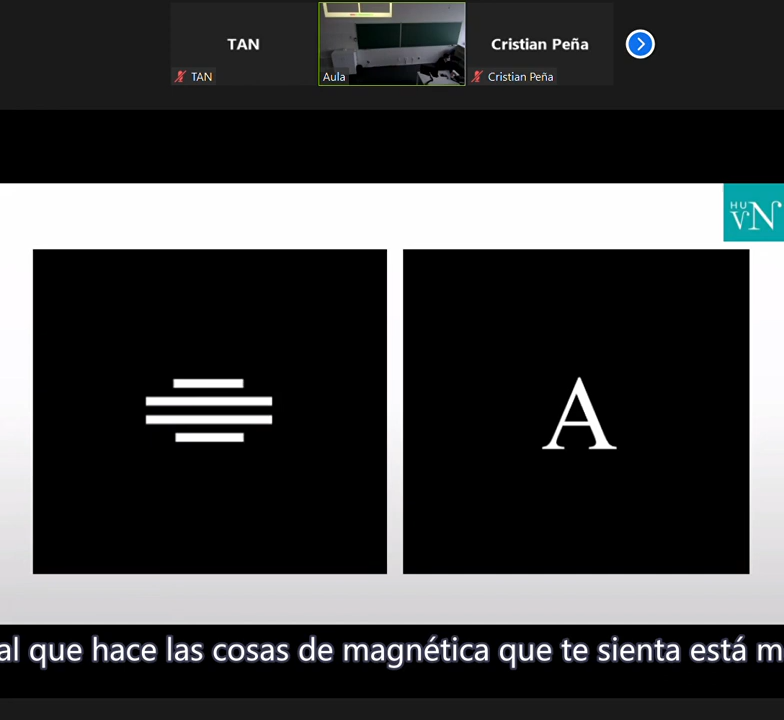 TAN
Cristian Peña
TAN
Aula
Cristian Peña
HU
VN
A
al que hace las cosas de magnética que te sienta está m